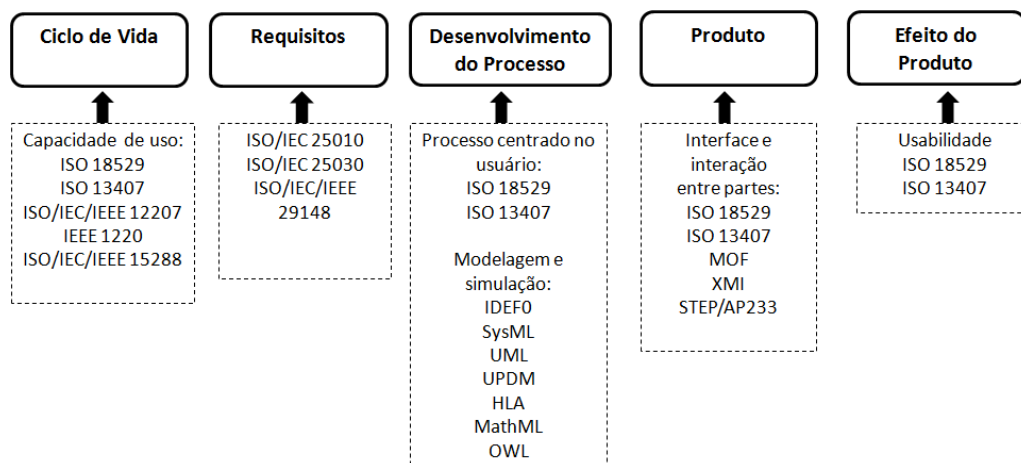 Ciclo de Vida
Requisitos
Desenvolvimento
do Processo
Produto
Efeito do
Produto
Capacidade de uso:
ISO 18529
ISO 13407
ISO/IEC/IEEE 12207
IEEE 1220
ISO/IEC/IEEE 15288
ISO/IEC 25010
ISO/IEC 25030
ISO/IEC/IEEE
29148
Processo centrado no
usuário:
ISO 18529
ISO 13407
Modelagem e
simulação:
IDEF0
SysML
UML
UPDM
HLA
MathML
OWL
Interface e
interação
entre partes:
ISO 18529
ISO 13407
MOF
XMI
STEP/AP233
Usabilidade
ISO 18529
ISO 13407